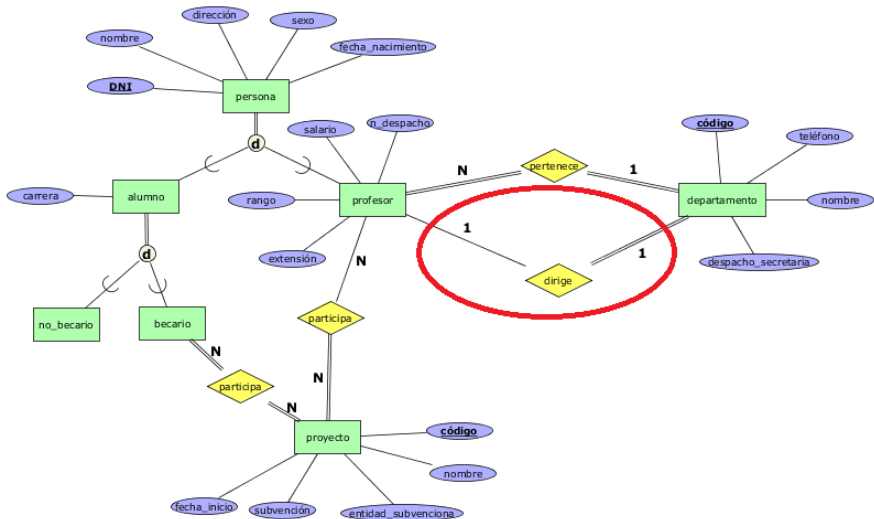 dirección
sexo
nombre
fecha_nacimiento
DNI
persona
salario
n_despacho
código
teléfono
d
N
pertenece
1
carrera
alumno
rango
profesor
departamento
nombre
1
extensión
N
1
despacho_secretaria
d
dirige
no_becario
becario
participa
N
N
participa
N
código
proyecto
nombre
fecha_inicio
subvención
entidad_subvenciona